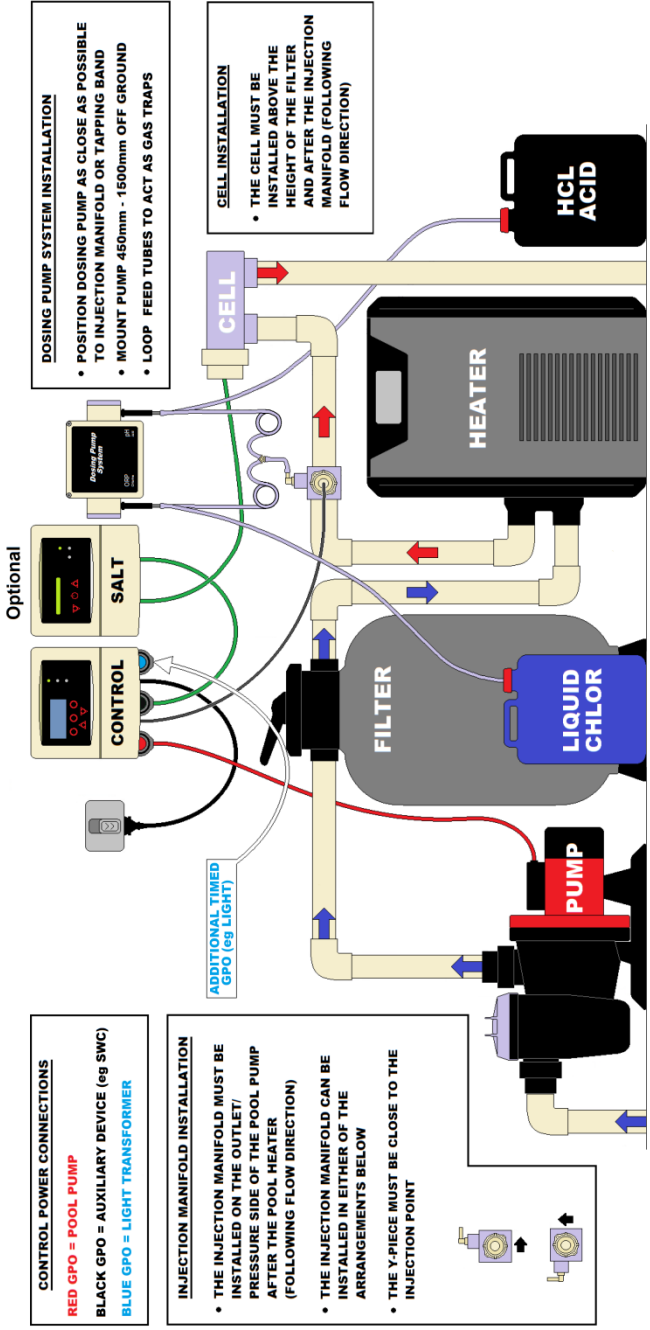 CONTROL POWER CONNECTIONS
RED GPO = POOL PUMP
BLACK GPO = AUXILIARY DEVICE (eg SWC)
BLUE GPO = LIGHT TRANSFORMER
INJECTION MANIFOLD INSTALLATION
• THE INJECTION MANIFOLD MUST BE
INSTALLED ON THE OUTLET/
PRESSURE SIDE OF THE POOL PUMP
AFTER THE POOL HEATER
(FOLLOWING FLOW DIRECTION)
• THE INJECTION MANIFOLD CAN BE
INSTALLED IN EITHER OF THE
ARRANGEMENTS BELOW
• THE Y-PIECE MUST BE CLOSE TO THE
INJECTION POINT
ADDITIONAL TIMED
GPO (eg LIGHT)
Optional
CONTROL
SALT
Dosing Pump
System
ORP
pH
DOSING PUMP SYSTEM INSTALLATION
• POSITION DOSING PUMP AS CLOSE AS POSSIBLE
TO INJECTION MANIFOLD OR TAPPING BAND
• MOUNT PUMP 450mm - 1500mm OFF GROUND
• LOOP FEED TUBES TO ACT AS GAS TRAPS
CELL INSTALLATION
• THE CELL MUST BE
INSTALLED ABOVE THE
HEIGHT OF THE FILTER
AND AFTER THE INJECTION
MANIFOLD (FOLLOWING
FLOW DIRECTION)
CELL
PUMP
FILTER
LIQUID
CHLOR
HEATER
HCL
ACID